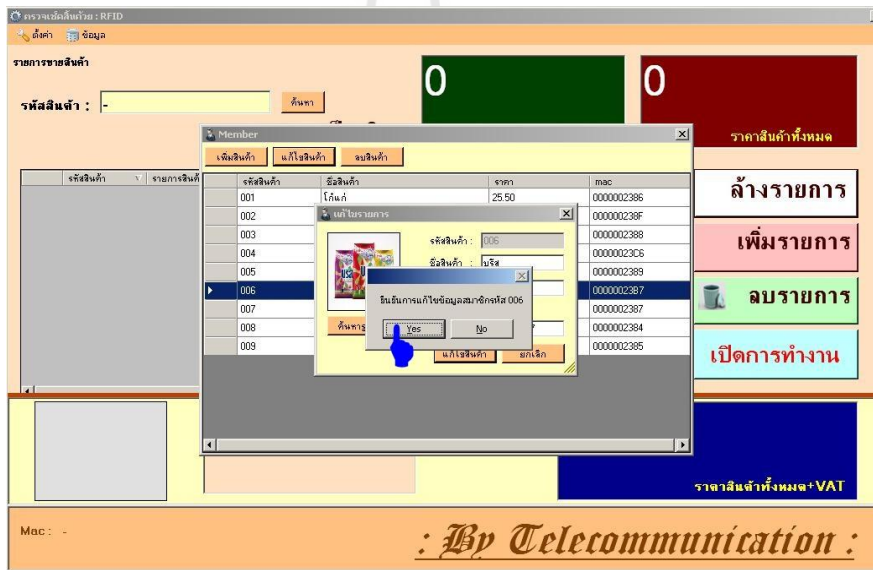 ตรวจเช็คสินค้าด้วย : RFID
ตั้งค่า ข้อมูล
รายการขายสินค้า
รหัสสินค้า : -
ค้นหา
0
0
ราคาสินค้าทั้งหมด
รหัสสินค้า รายการสินค้
Member
เพิ่มสินค้า แก้ไขสินค้า ลบสินค้า
รหัสสินค้า ชื่อสินค้า ราคา mac
001 โก๋แก่ 25.50 0000002386
002 000000238F
003 0000002388
004 00000023C6
005 0000002389
006 00000023B7
007 0000002387
008 0000002384
009 0000002385
แก้ไขรายการ
รหัสสินค้า : 006
ชื่อสินค้า : บรีส
ยืนยันการแก้ไขข้อมูลสมาชิกรหัส 006
Yes No
ค้นหารู
แก้ไขสินค้า ยกเลิก
ล้างรายการ
เพิ่มรายการ
ลบรายการ
เปิดการทำงาน
ราคาสินค้าทั้งหมด+VAT
Mac : -
: By Telecommunication :